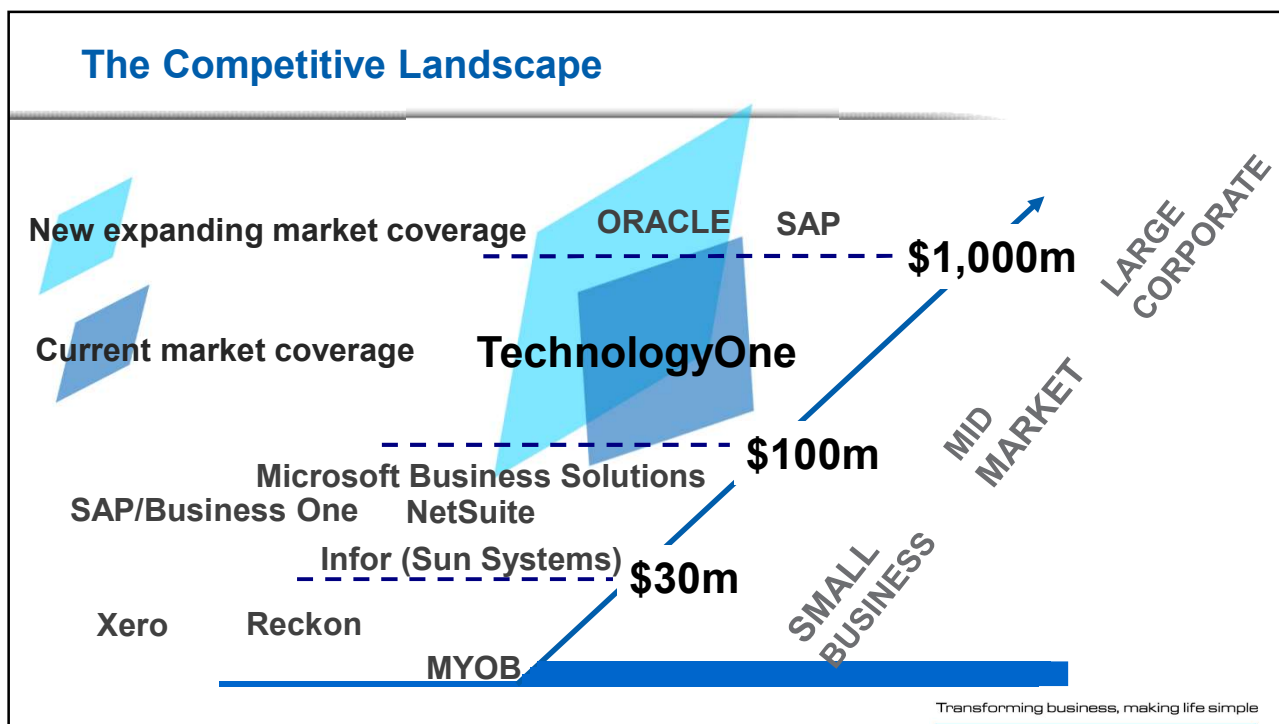 The Competitive Landscape
New expanding market coverage
ORACLE
SAP
$1,000m
LARGE
CORPORATE
Current market coverage
TechnologyOne
MID
MARKET
$100m
Microsoft Business Solutions
SAP/Business One
NetSuite
Infor (Sun Systems)
$30m
SMALL
BUSINESS
Xero
Reckon
MYOB
Transforming business, making life simple